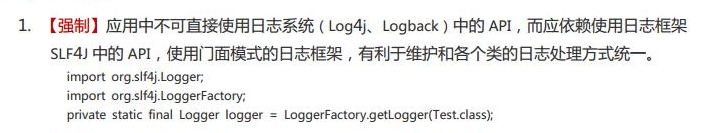 1. 【强制】应用中不可直接使用日志系统（Log4j、Logback）中的 API，而应依赖使用日志框架
SLF4J 中的 API，使用门面模式的日志框架，有利于维护和各个类的日志处理方式统一。
import org.slf4j.Logger;
import org.slf4j.LoggerFactory;
private static final Logger logger = LoggerFactory.getLogger(Test.class);